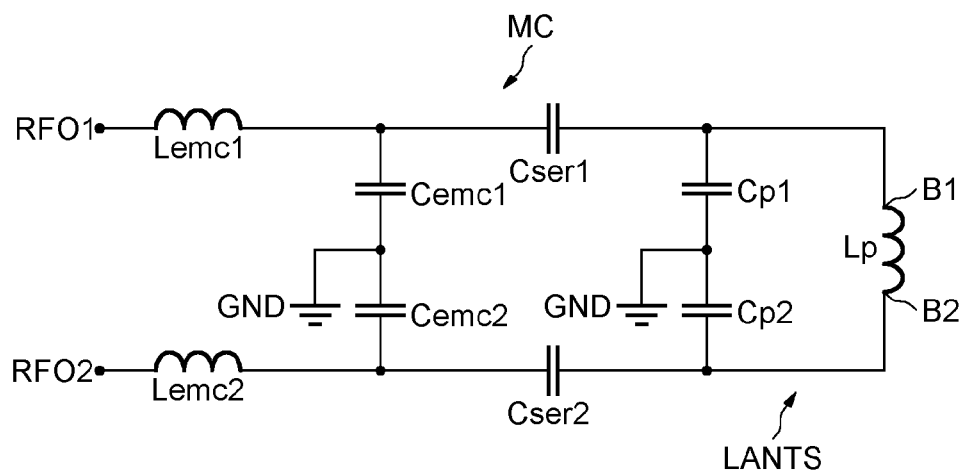 MC
RFO1
Lemc1
Cser1
Cemc1
Cp1
B1
Lp
GND
GND
Cemc2
Cp2
B2
RFO2
Lemc2
Cser2
LANTS